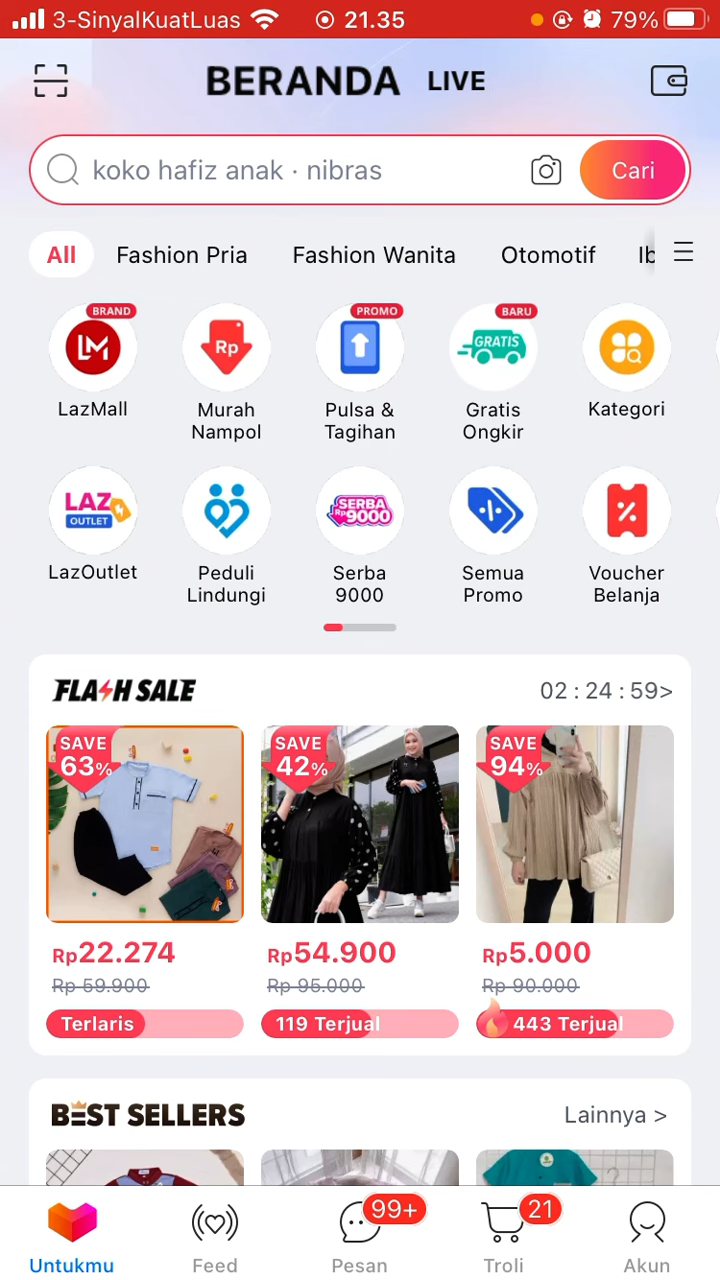 3-SinyalKuatLuas 21.35 79%
BERANDA LIVE
koko hafiz anak · nibras Cari
All Fashion Pria Fashion Wanita Otomotif Ib
BRAND PROMO BARU
LM Rp GRATIS
LazMall Murah Nampol Pulsa & Tagihan Gratis Ongkir Kategori
LAZ OUTLET SERBA Rp9000 %
LazOutlet Peduli Lindungi Serba 9000 Semua Promo Voucher Belanja
FLASH SALE 02 : 24 : 59>
SAVE 63% SAVE 42% SAVE 94%
Rp22.274 Rp54.900 Rp5.000
Rp 59.900 Rp 95.000 Rp 90.000
Terlaris 119 Terjual 443 Terjual
BEST SELLERS Lainnya >
99+ 21
Untukmu Feed Pesan Troli Akun